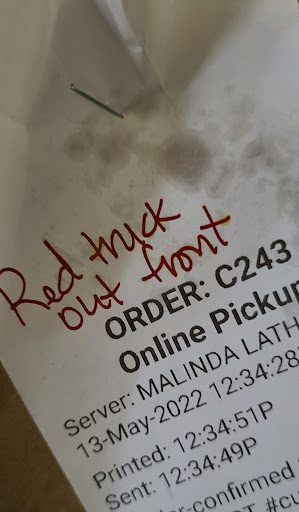 Red truck
out front
ORDER: C243
Online Pickup
Server: MALINDA LATH
13-May-2022 12:34:28
Printed: 12:34:51P
Sent: 12:34:49P
-confirmed